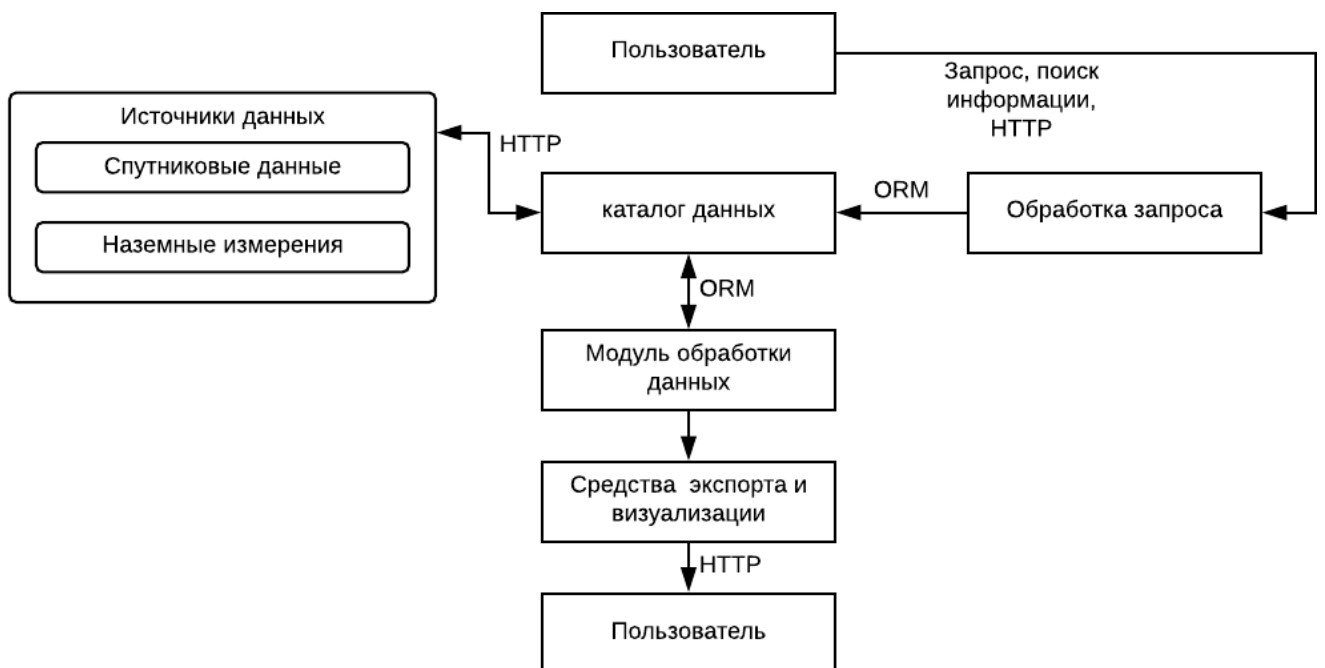 Пользователь
Запрос, поиск
информации,
HTTP
Источники данных
Спутниковые данные
Наземные измерения
HTTP
каталог данных
ORM
Обработка запроса
ORM
Модуль обработки
данных
Средства экспорта и
визуализации
HTTP
Пользователь